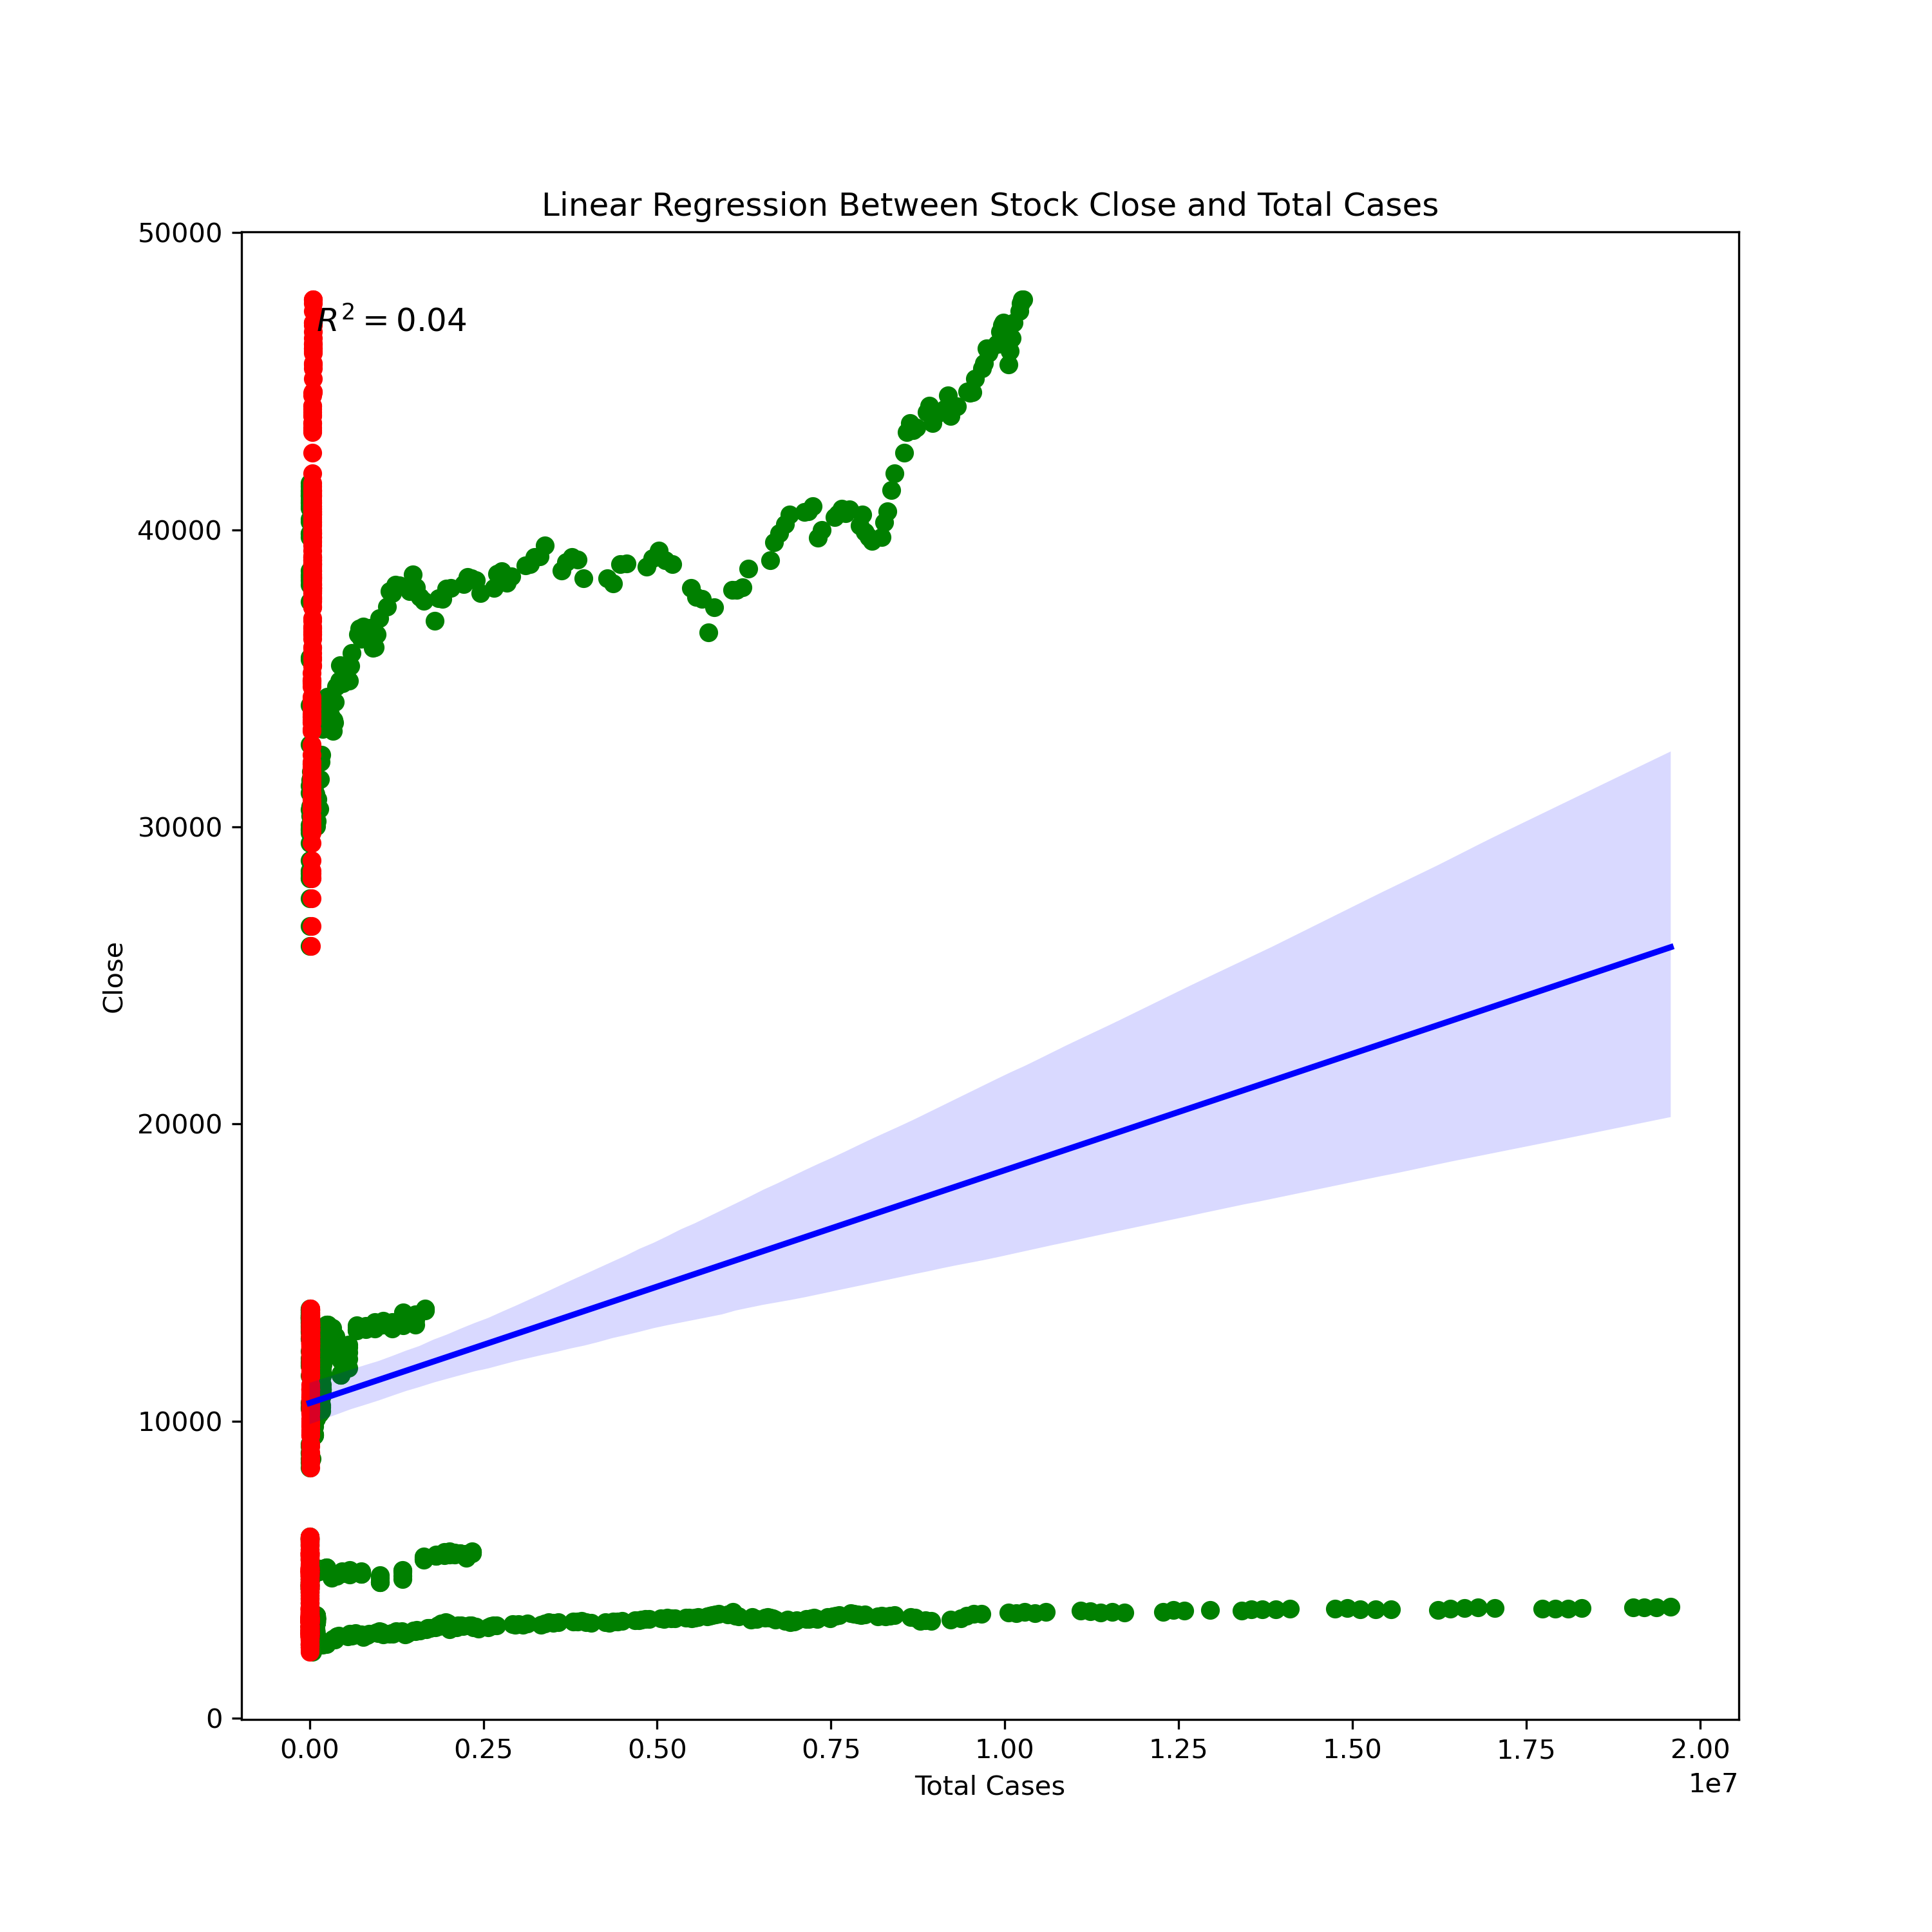 Linear Regression Between Stock Close and Total Cases
50000
R² = 0.04
40000
30000
Close
20000
10000
0
0.00 0.25 0.50 0.75 1.00 1.25 1.50 1.75 2.00
Total Cases
1e7